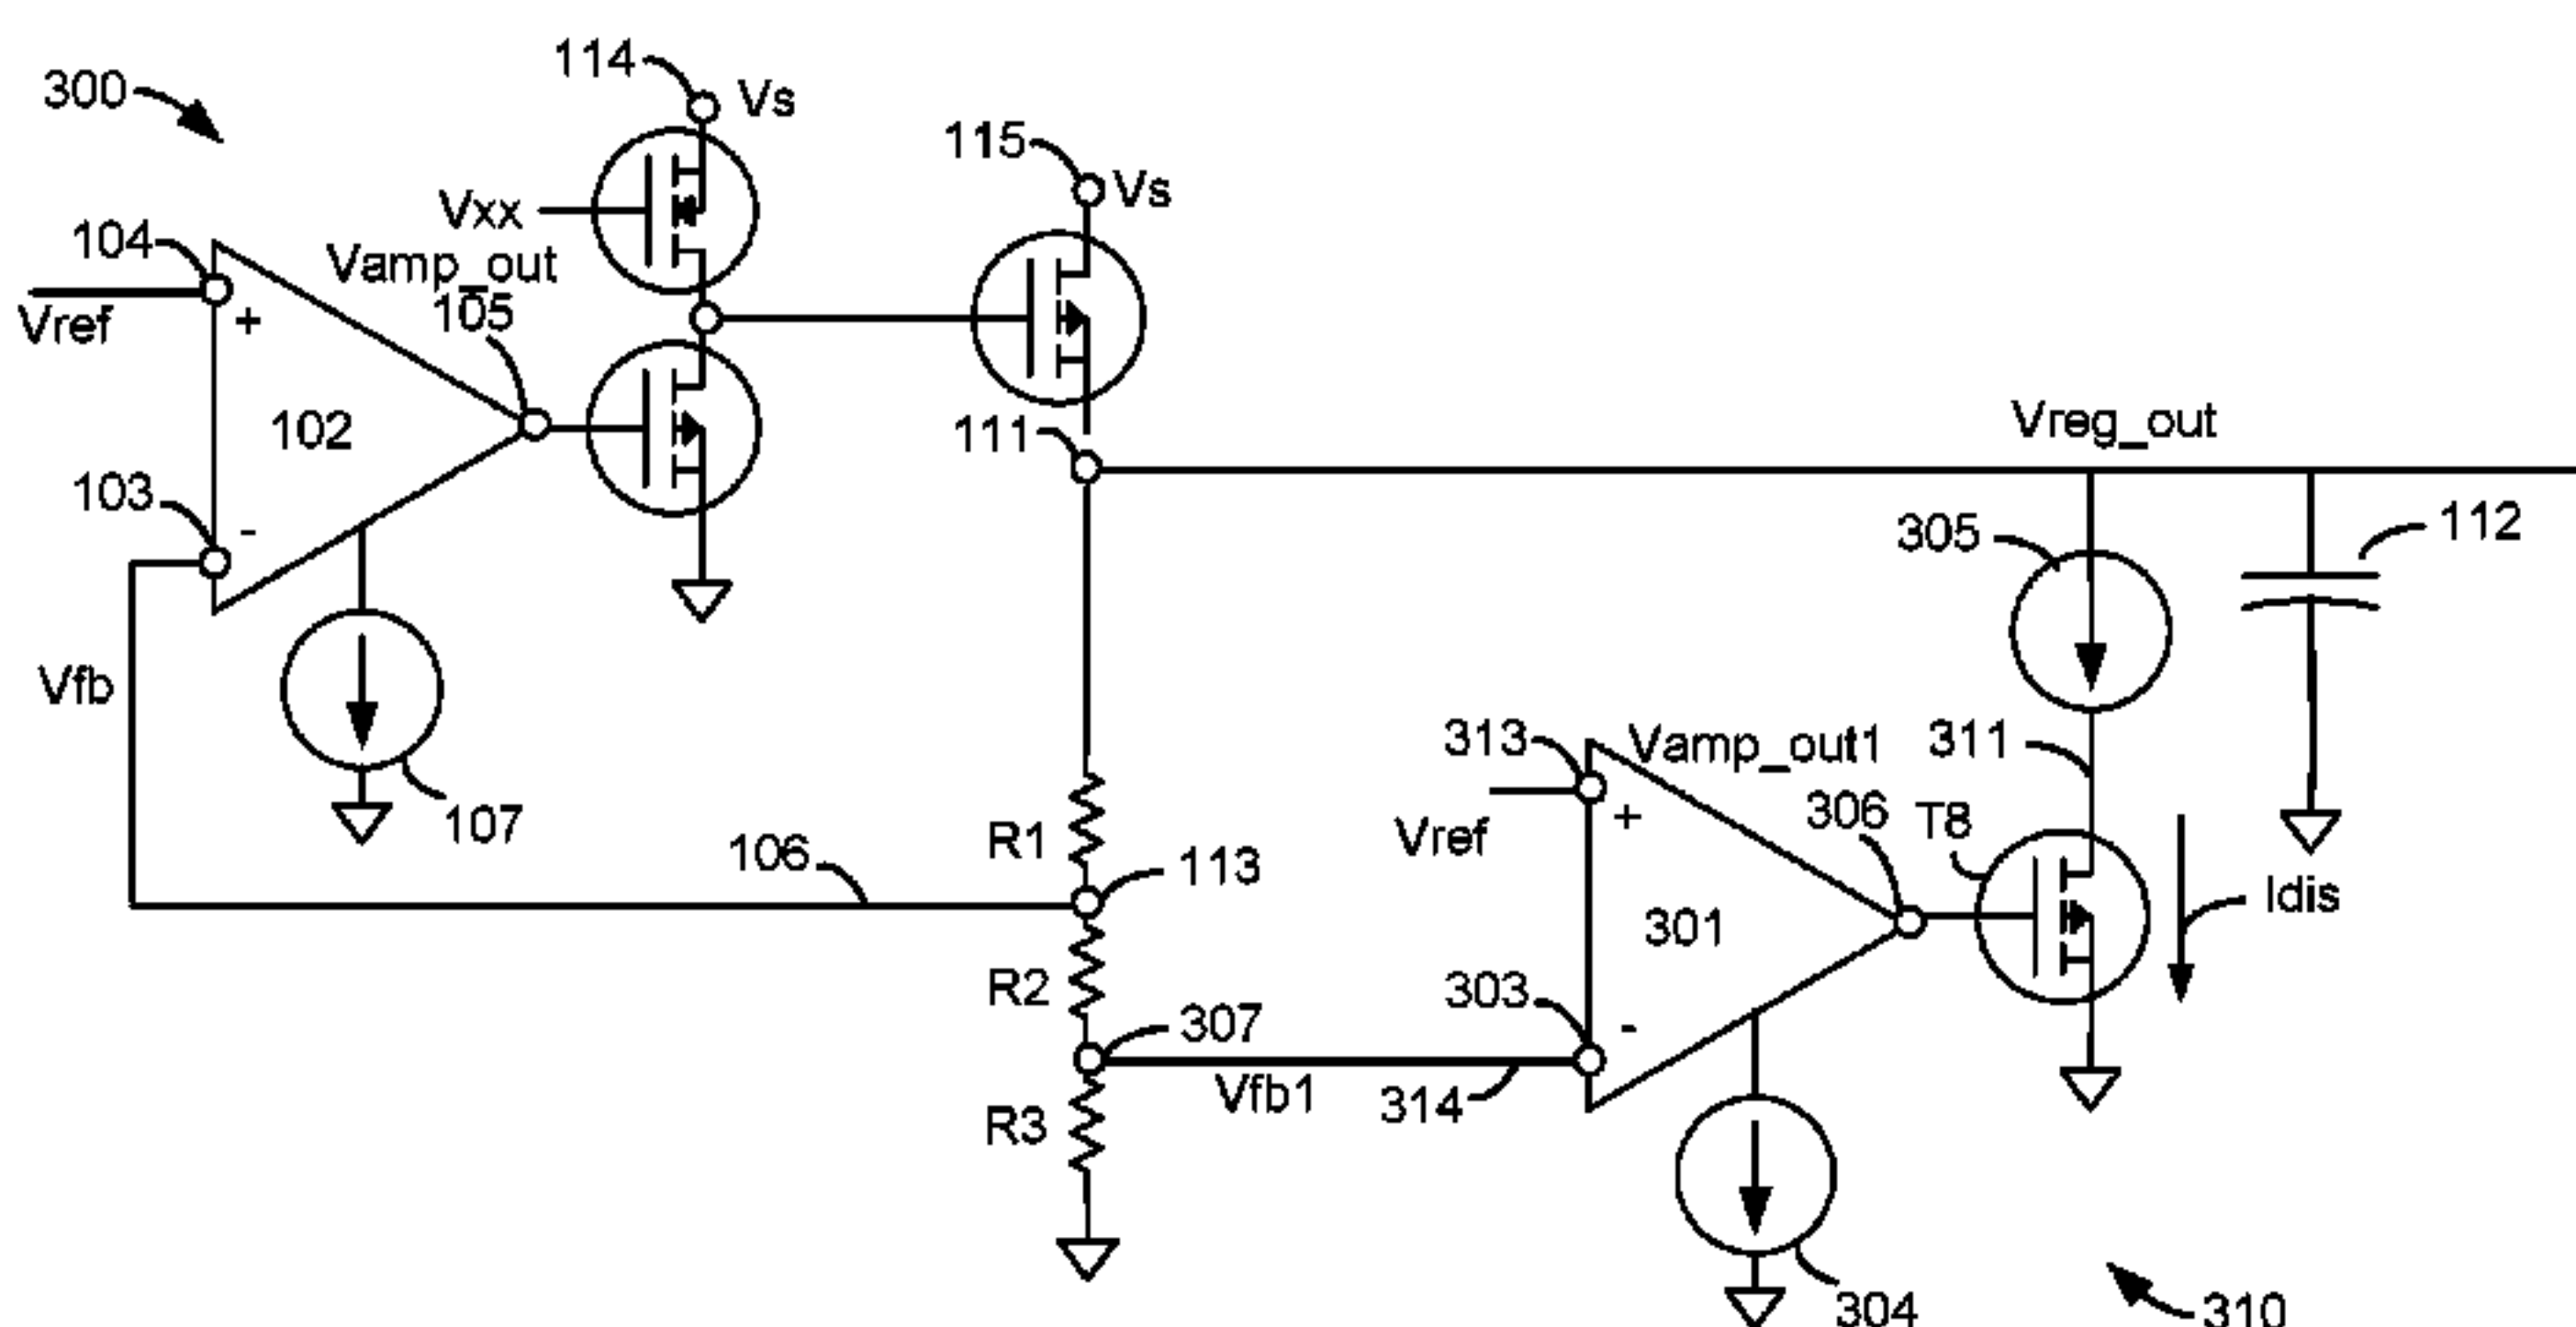 300
114
Vs
115
Vs
Vxx
104
Vamp_out
105
Vref
+
102
111
Vreg_out
103
-
305
112
Vfb
107
313
Vamp_out1
311
R1
Vref
+
306
T8
106
113
Idis
301
R2
303
307
-
Vfb1
314
R3
304
310